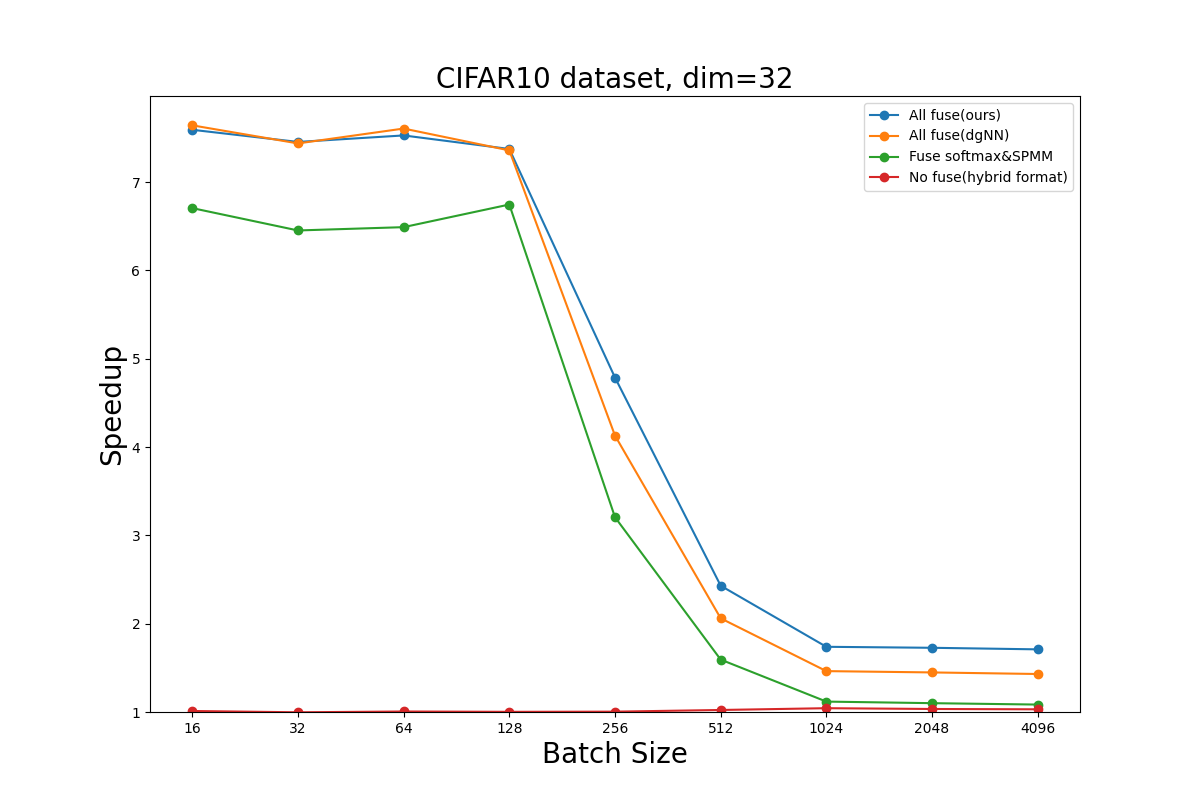 CIFAR10 dataset, dim=32
All fuse(ours)
All fuse(dgNN)
Fuse softmax&SPMM
No fuse(hybrid format)
7
6
5
4
3
2
1
Speedup
16 32 64 128 256 512 1024 2048 4096
Batch Size